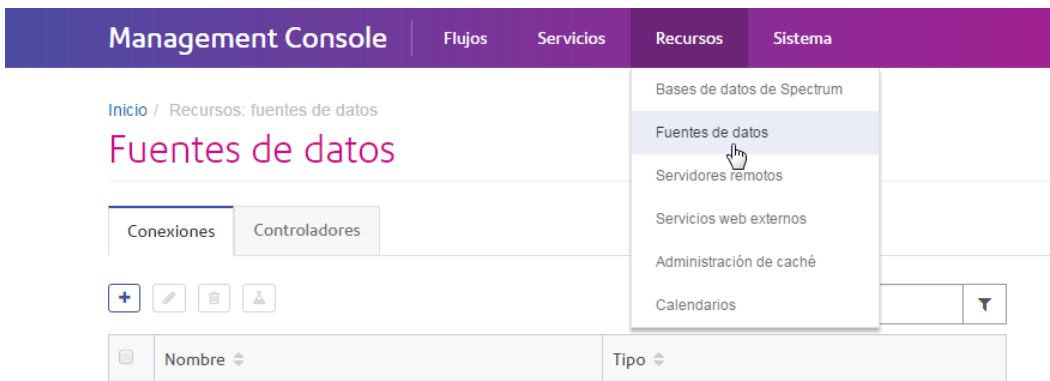 Management Console Flujos Servicios Recursos Sistema
Bases de datos de Spectrum
Fuentes de datos
Servidores remotos
Servicios web externos
Administración de caché
Calendarios
Inicio / Recursos: fuentes de datos
Fuentes de datos
Conexiones Controladores
Nombre Tipo